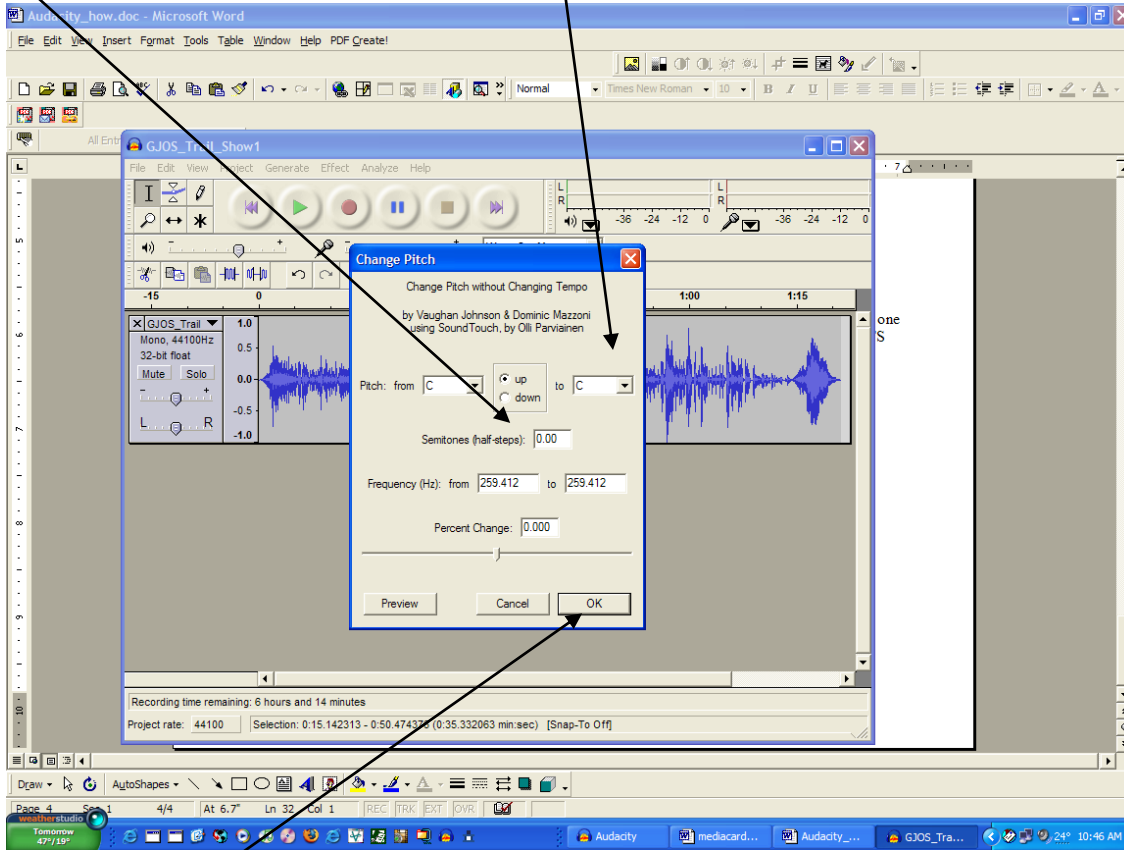 Audacity_how.doc - Microsoft Word
File Edit View Insert Format Tools Table Window Help PDF Create!
Normal Times New Roman 10 B I U
All Entr
GJOS_Trail_Show1
File Edit View Project Generate Effect Analyze Help
L L
R R
-36 -24 -12 0 -36 -24 -12 0
Change Pitch
-15 0 1:00 1:15
Change Pitch without Changing Tempo
by Vaughan Johnson & Dominic Mazzoni
using SoundTouch, by Olli Parviainen
GJOS_Trail 1.0
Mono, 44100Hz
32-bit float 0.5
Mute Solo
- + 0.0
-0.5
L R
-1.0
Pitch: from C up to C
down
Semitones (half-steps): 0.00
Frequency (Hz): from 259.412 to 259.412
Percent Change: 0.000
Preview Cancel OK
one
S
Recording time remaining: 6 hours and 14 minutes
Project rate: 44100 Selection: 0:15.142313 - 0:50.474376 (0:35.332063 min:sec) [Snap-To Off]
Draw AutoShapes
Page 4 Sec 1 4/4 At 6.7" Ln 32 Col 1 REC TRK EXT OVR
weatherstudio
Tomorrow
47°/19°
Audacity mediacard... Audacity_... GJOS_Tra... 24° 10:46 AM